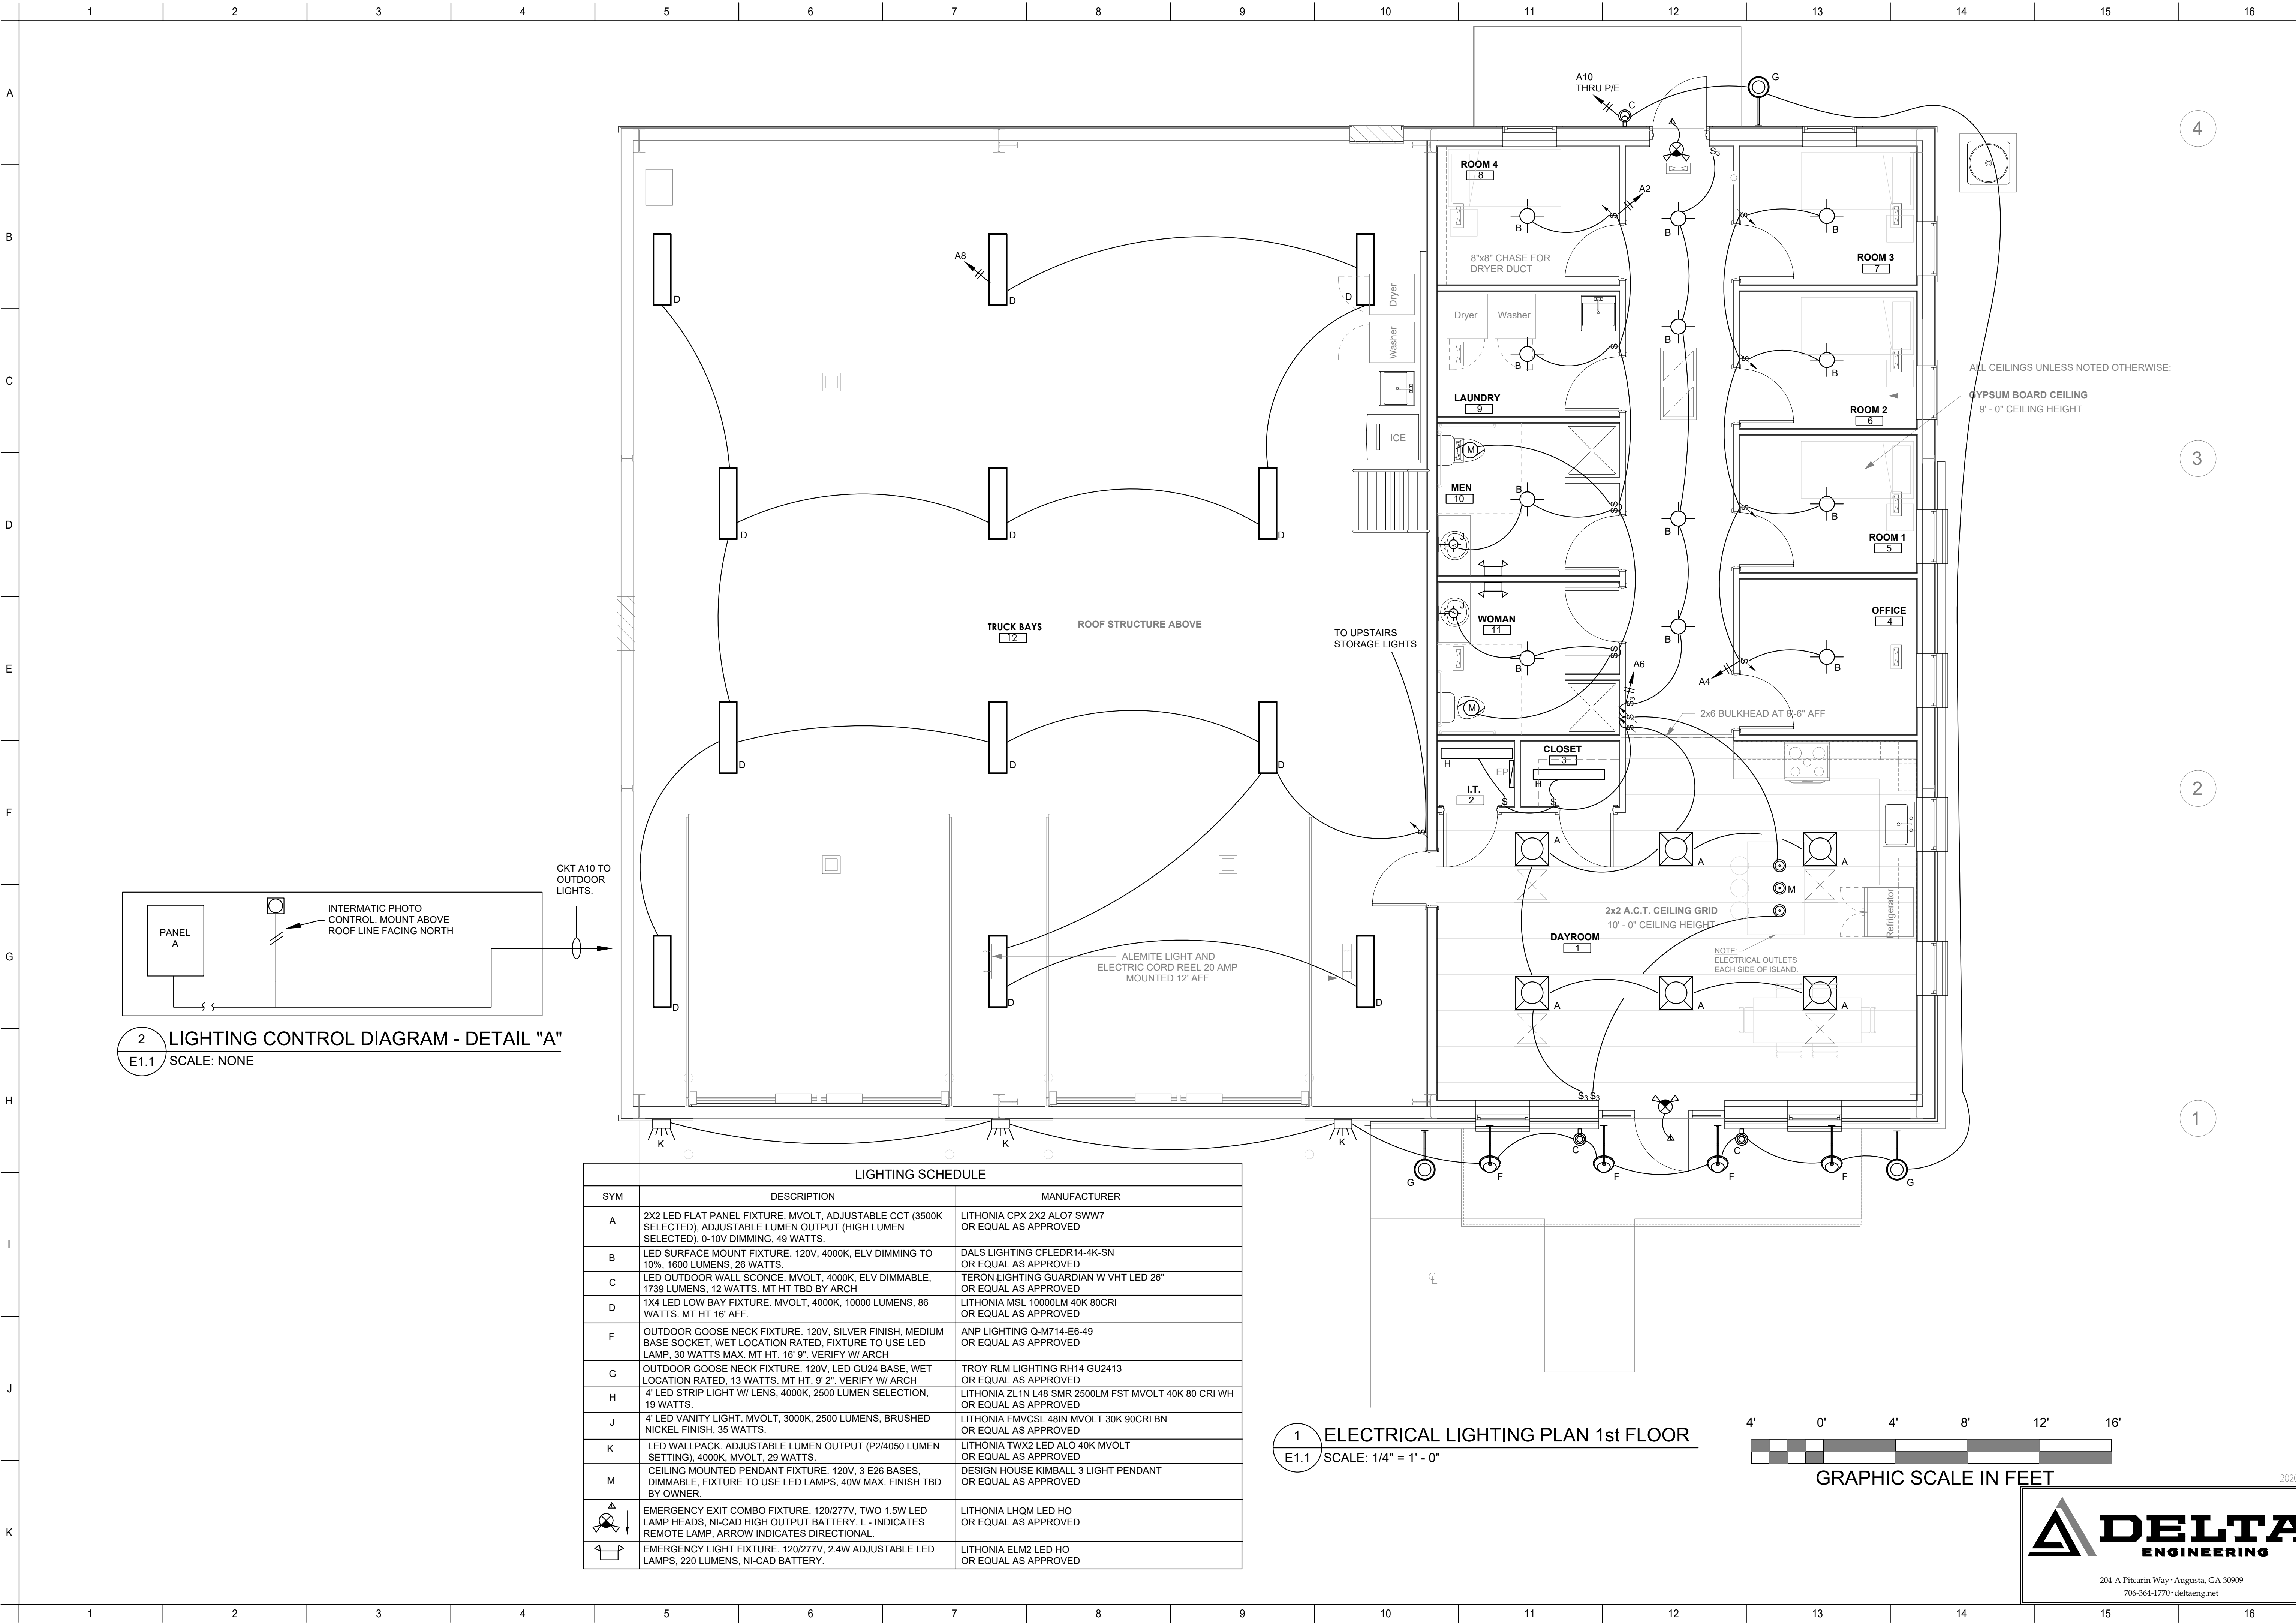 1 2 3 4 5 6 7 8 9 10 11 12 13 14 15 16
A
B
C
D
E
F
G
H
I
J
K
4
3
2
1
A10
THRU P/E
C
G
S3
ROOM 4
8
A2
B
B
B
ROOM 3
7
8"x8" CHASE FOR
DRYER DUCT
A8
D
D
D
Dryer
Washer
ICE
Dryer
Washer
B
LAUNDRY
9
B
B
ROOM 2
6
ALL CEILINGS UNLESS NOTED OTHERWISE:
GYPSUM BOARD CEILING
9' - 0" CEILING HEIGHT
M
MEN
10
B
J
B
B
ROOM 1
5
D
D
D
TRUCK BAYS
12
ROOF STRUCTURE ABOVE
TO UPSTAIRS
STORAGE LIGHTS
J
WOMAN
11
B
M
B
A6
S3
A4
OFFICE
4
B
2x6 BULKHEAD AT 8'-6" AFF
D
D
D
H
EP
CLOSET
3
H
I.T.
2
S
S
A
A
A
M
2x2 A.C.T. CEILING GRID
10' - 0" CEILING HEIGHT
DAYROOM
1
NOTE:
ELECTRICAL OUTLETS
EACH SIDE OF ISLAND.
Refrigerator
A
A
A
S3 S3
ALEMITE LIGHT AND
ELECTRIC CORD REEL 20 AMP
MOUNTED 12' AFF
D
D
D
K
K
K
G
F
C
F
F
C
F
G
CKT A10 TO
OUTDOOR
LIGHTS.
PANEL
A
INTERMATIC PHOTO
CONTROL. MOUNT ABOVE
ROOF LINE FACING NORTH
2
E1.1
LIGHTING CONTROL DIAGRAM - DETAIL "A"
SCALE: NONE
LIGHTING SCHEDULE
SYM DESCRIPTION MANUFACTURER
A
2X2 LED FLAT PANEL FIXTURE. MVOLT, ADJUSTABLE CCT (3500K
SELECTED), ADJUSTABLE LUMEN OUTPUT (HIGH LUMEN
SELECTED), 0-10V DIMMING, 49 WATTS.
LITHONIA CPX 2X2 ALO7 SWW7
OR EQUAL AS APPROVED
B
LED SURFACE MOUNT FIXTURE. 120V, 4000K, ELV DIMMING TO
10%, 1600 LUMENS, 26 WATTS.
DALS LIGHTING CFLEDR14-4K-SN
OR EQUAL AS APPROVED
C
LED OUTDOOR WALL SCONCE. MVOLT, 4000K, ELV DIMMABLE,
1739 LUMENS, 12 WATTS. MT HT TBD BY ARCH
TERON LIGHTING GUARDIAN W VHT LED 26"
OR EQUAL AS APPROVED
D
1X4 LED LOW BAY FIXTURE. MVOLT, 4000K, 10000 LUMENS, 86
WATTS. MT HT 16' AFF.
LITHONIA MSL 10000LM 40K 80CRI
OR EQUAL AS APPROVED
F
OUTDOOR GOOSE NECK FIXTURE. 120V, SILVER FINISH, MEDIUM
BASE SOCKET, WET LOCATION RATED, FIXTURE TO USE LED
LAMP, 30 WATTS MAX. MT HT. 16' 9". VERIFY W/ ARCH
ANP LIGHTING Q-M714-E6-49
OR EQUAL AS APPROVED
G
OUTDOOR GOOSE NECK FIXTURE. 120V, LED GU24 BASE, WET
LOCATION RATED, 13 WATTS. MT HT. 9' 2". VERIFY W/ ARCH
TROY RLM LIGHTING RH14 GU2413
OR EQUAL AS APPROVED
H
4' LED STRIP LIGHT W/ LENS, 4000K, 2500 LUMEN SELECTION,
19 WATTS.
LITHONIA ZL1N L48 SMR 2500LM FST MVOLT 40K 80 CRI WH
OR EQUAL AS APPROVED
J
4' LED VANITY LIGHT. MVOLT, 3000K, 2500 LUMENS, BRUSHED
NICKEL FINISH, 35 WATTS.
LITHONIA FMVCSL 48IN MVOLT 30K 90CRI BN
OR EQUAL AS APPROVED
K
LED WALLPACK. ADJUSTABLE LUMEN OUTPUT (P2/4050 LUMEN
SETTING), 4000K, MVOLT, 29 WATTS.
LITHONIA TWX2 LED ALO 40K MVOLT
OR EQUAL AS APPROVED
M
CEILING MOUNTED PENDANT FIXTURE. 120V, 3 E26 BASES,
DIMMABLE, FIXTURE TO USE LED LAMPS, 40W MAX. FINISH TBD
BY OWNER.
DESIGN HOUSE KIMBALL 3 LIGHT PENDANT
OR EQUAL AS APPROVED
EMERGENCY EXIT COMBO FIXTURE. 120/277V, TWO 1.5W LED
LAMP HEADS, NI-CAD HIGH OUTPUT BATTERY. L - INDICATES
REMOTE LAMP, ARROW INDICATES DIRECTIONAL.
LITHONIA LHQM LED HO
OR EQUAL AS APPROVED
EMERGENCY LIGHT FIXTURE. 120/277V, 2.4W ADJUSTABLE LED
LAMPS, 220 LUMENS, NI-CAD BATTERY.
LITHONIA ELM2 LED HO
OR EQUAL AS APPROVED
1
E1.1
ELECTRICAL LIGHTING PLAN 1st FLOOR
SCALE: 1/4" = 1' - 0"
4' 0' 4' 8' 12' 16'
GRAPHIC SCALE IN FEET
DELTA
ENGINEERING
204-A Pitcarin Way · Augusta, GA 30909
706-364-1770 · deltaeng.net
1 2 3 4 5 6 7 8 9 10 11 12 13 14 15 16